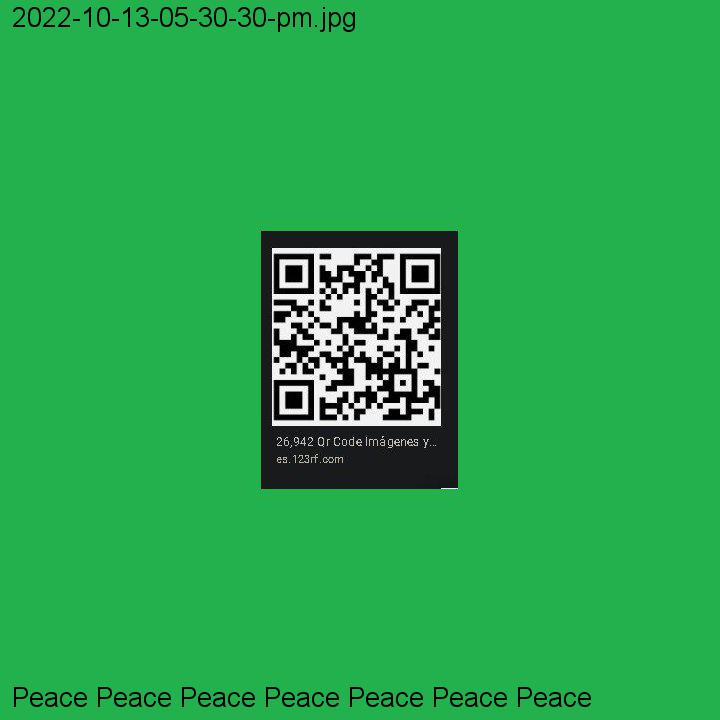 2022-10-13-05-30-30-pm.jpg
26,942 Qr Code Imágenes y...
es.123rf.com
Peace Peace Peace Peace Peace Peace Peace